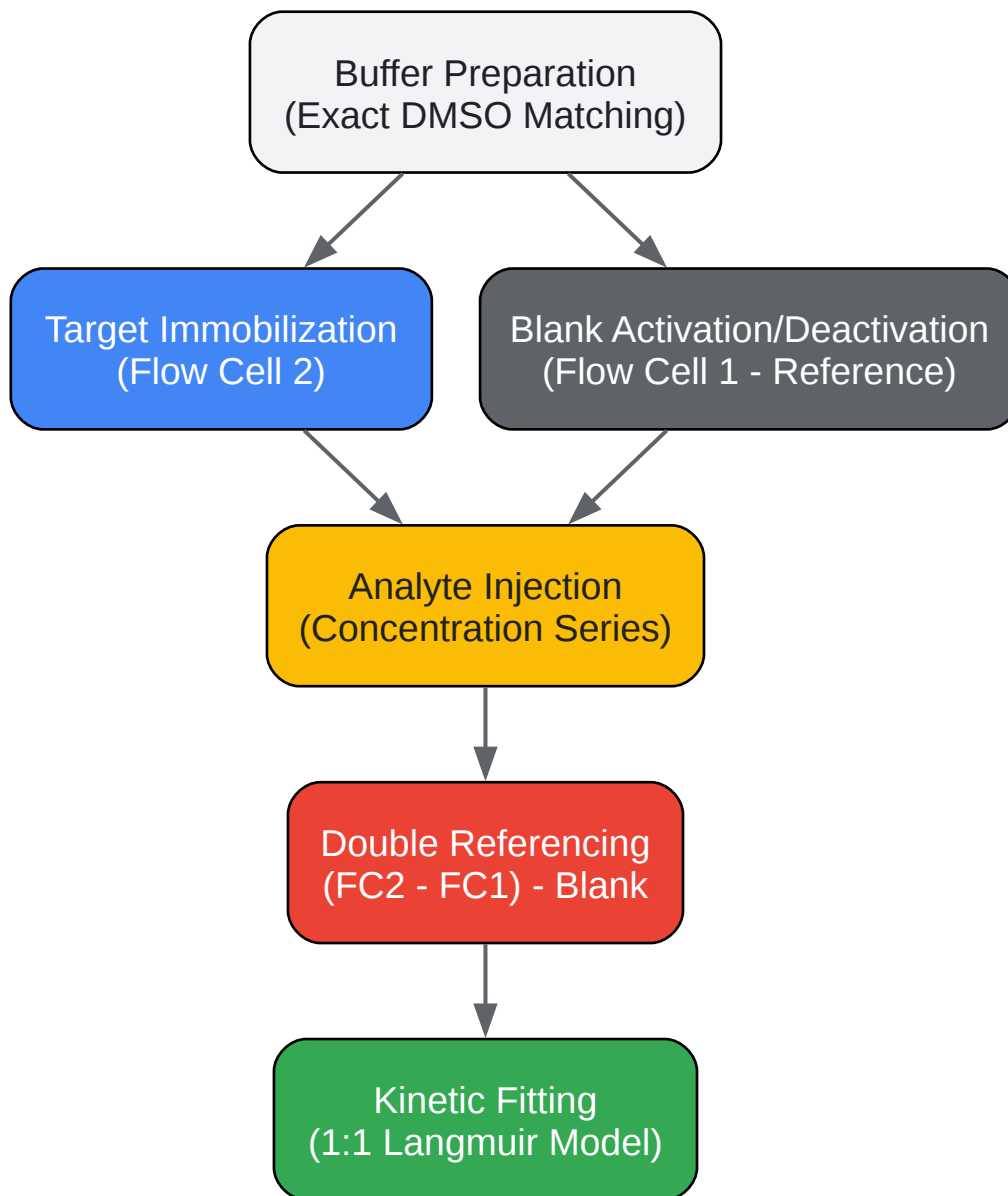 Buffer Preparation
(Exact DMSO Matching)
Target Immobilization
(Flow Cell 2)
Blank Activation/Deactivation
(Flow Cell 1 - Reference)
Analyte Injection
(Concentration Series)
Double Referencing
(FC2 - FC1) - Blank
Kinetic Fitting
(1:1 Langmuir Model)